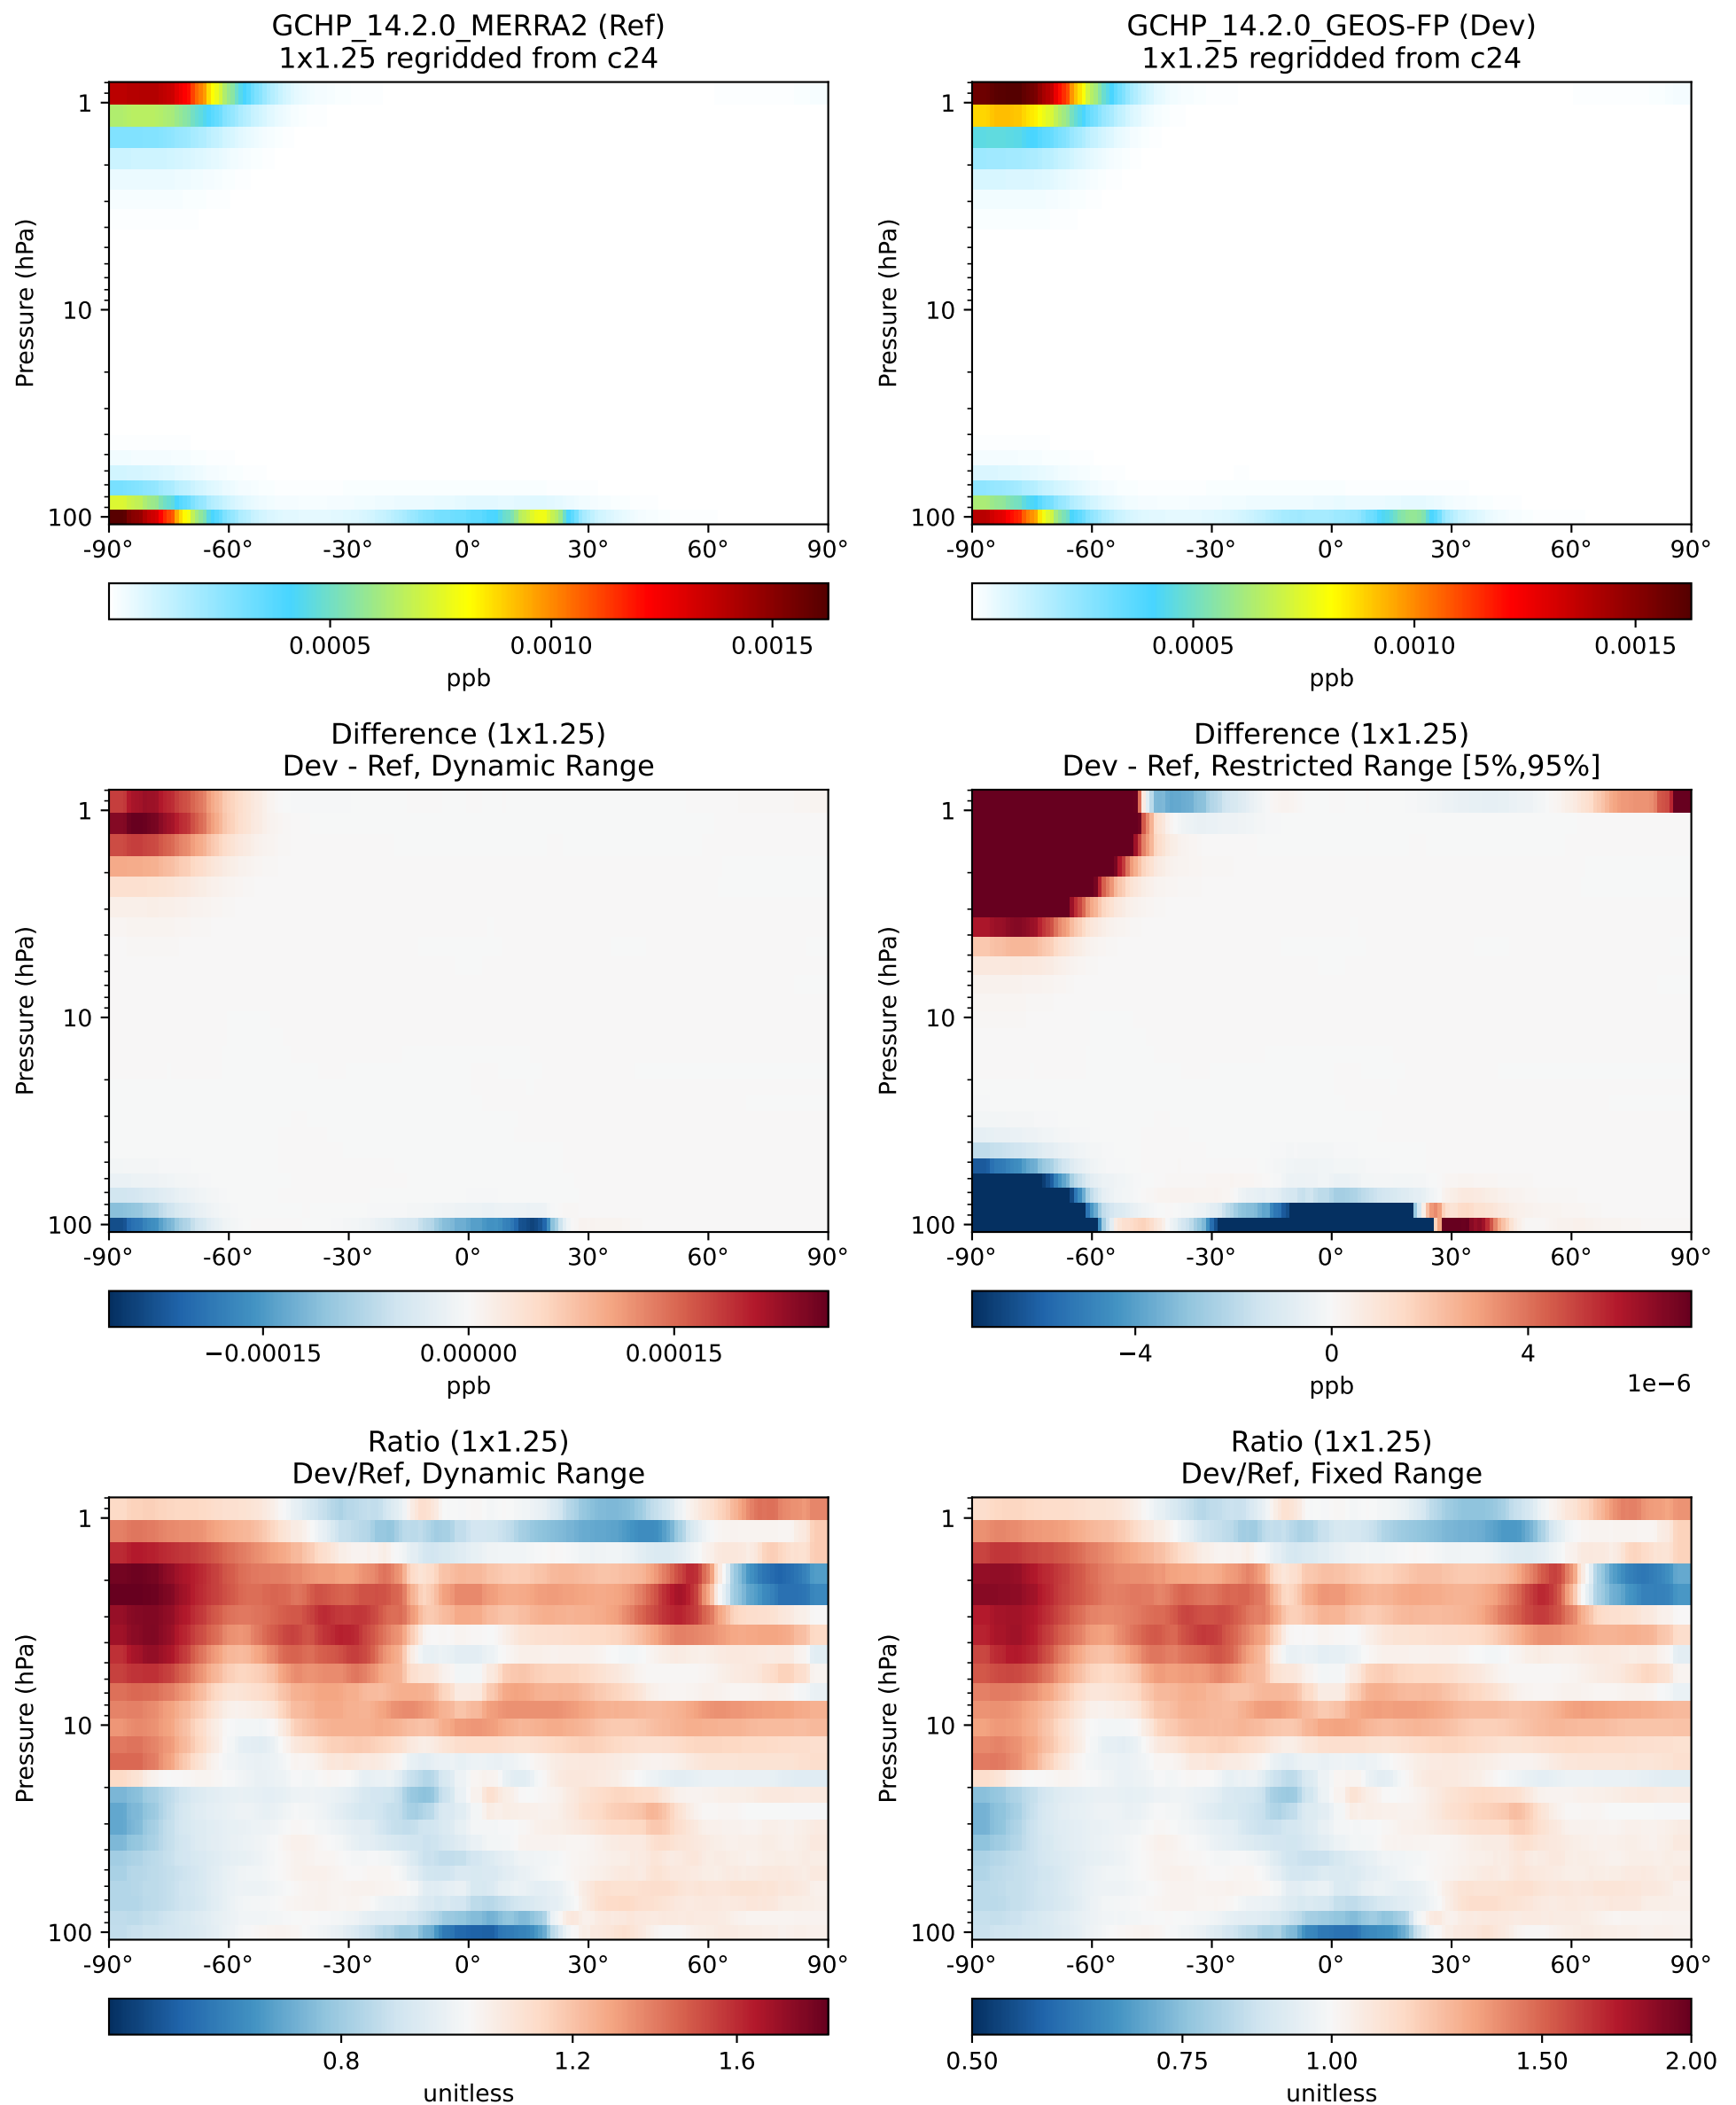 GCHP_14.2.0_MERRA2 (Ref)
1x1.25 regridded from c24
GCHP_14.2.0_GEOS-FP (Dev)
1x1.25 regridded from c24
Pressure (hPa)
1
10
100
-90° -60° -30° 0° 30° 60° 90°
0.0005 0.0010 0.0015
ppb
Pressure (hPa)
1
10
100
-90° -60° -30° 0° 30° 60° 90°
0.0005 0.0010 0.0015
ppb
Difference (1x1.25)
Dev - Ref, Dynamic Range
Difference (1x1.25)
Dev - Ref, Restricted Range [5%,95%]
Pressure (hPa)
1
10
100
-90° -60° -30° 0° 30° 60° 90°
−0.00015 0.00000 0.00015
ppb
Pressure (hPa)
1
10
100
-90° -60° -30° 0° 30° 60° 90°
−4 0 4
1e−6
ppb
Ratio (1x1.25)
Dev/Ref, Dynamic Range
Ratio (1x1.25)
Dev/Ref, Fixed Range
Pressure (hPa)
1
10
100
-90° -60° -30° 0° 30° 60° 90°
0.8 1.2 1.6
unitless
Pressure (hPa)
1
10
100
-90° -60° -30° 0° 30° 60° 90°
0.50 0.75 1.00 1.50 2.00
unitless